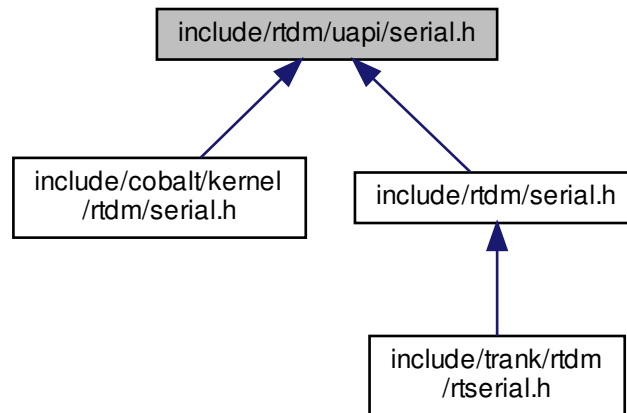 include/rtdm/uapi/serial.h
include/cobalt/kernel
/rtdm/serial.h
include/rtdm/serial.h
include/trank/rtdm
/rtserial.h